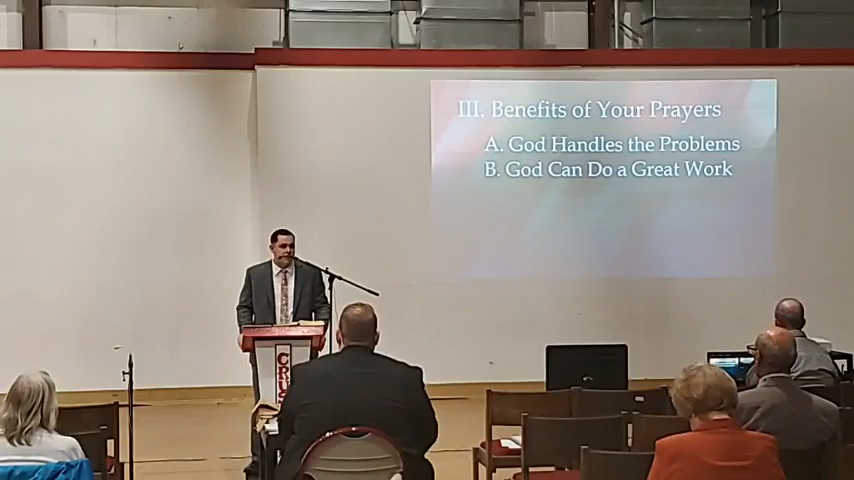 III. Benefits of Your Prayers
A. God Handles the Problems
B. God Can Do a Great Work